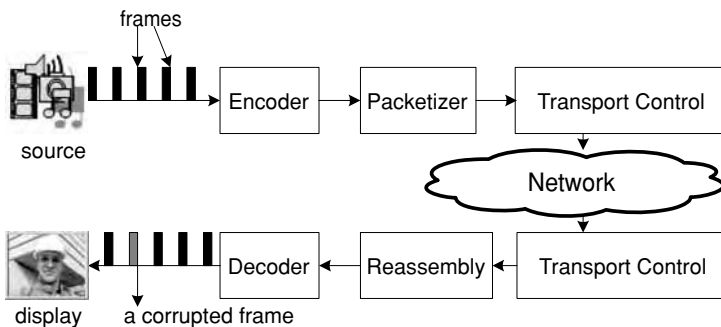 frames
Encoder
Packetizer
Transport Control
source
Network
Decoder
Reassembly
Transport Control
display
a corrupted frame